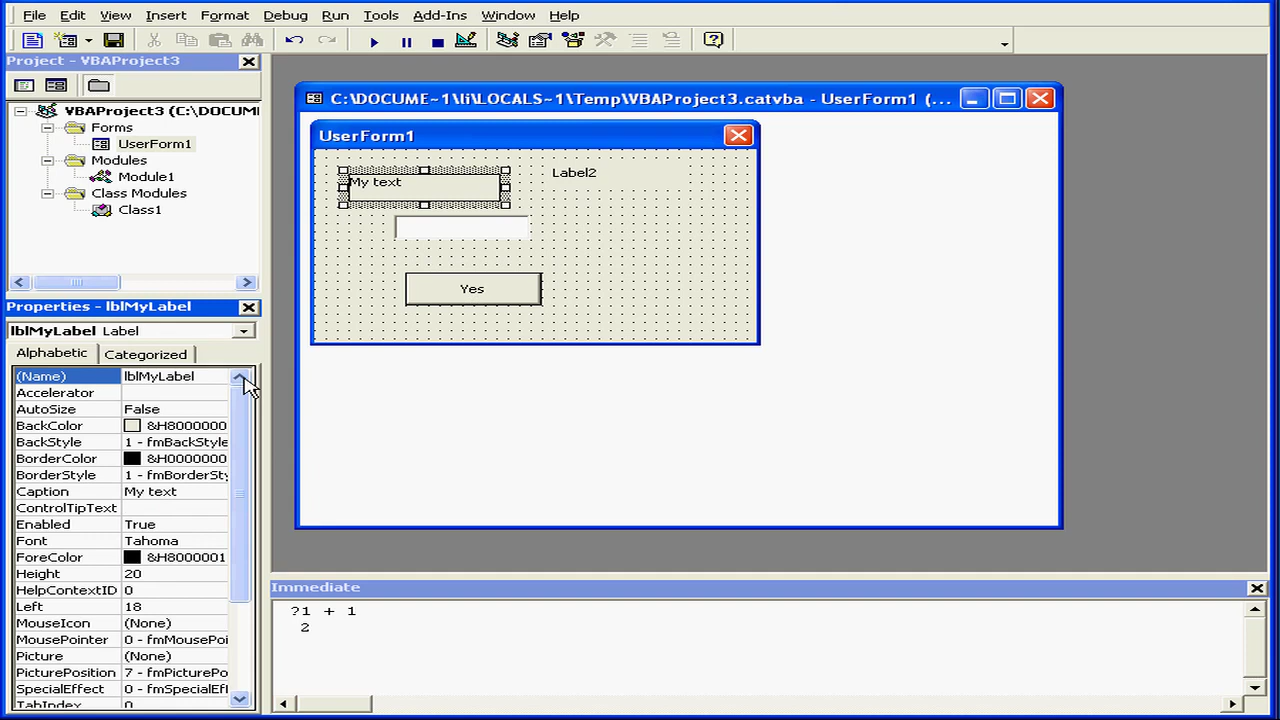 File Edit View Insert Format Debug Run Tools Add-Ins Window Help
Project - VBAProject3
VBAProject3 (C:\DOCUM
Forms
UserForm1
Modules
Module1
Class Modules
Class1
Properties - lblMyLabel
lblMyLabel Label
Alphabetic Categorized
(Name) lblMyLabel
Accelerator
AutoSize False
BackColor &H8000000
BackStyle 1 - fmBackStyle
BorderColor &H0000000
BorderStyle 1 - fmBorderSty
Caption My text
ControlTipText
Enabled True
Font Tahoma
ForeColor &H8000001
Height 20
HelpContextID 0
Left 18
MouseIcon (None)
MousePointer 0 - fmMousePoi
Picture (None)
PicturePosition 7 - fmPicturePo
SpecialEffect 0 - fmSpecialEff
TabIndex 0
C:\DOCUME~1\li\LOCALS~1\Temp\VBAProject3.catvba - UserForm1 (...
UserForm1
My text
Label2
Yes
Immediate
?1 + 1
2